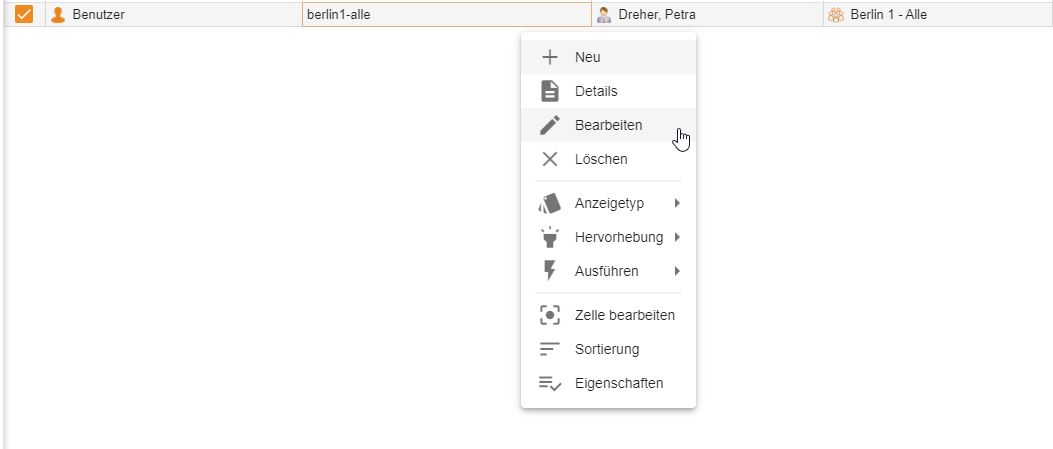 Benutzer berlin1-alle Dreher, Petra Berlin 1 - Alle
Neu
Details
Bearbeiten
Löschen
Anzeigetyp
Hervorhebung
Ausführen
Zelle bearbeiten
Sortierung
Eigenschaften